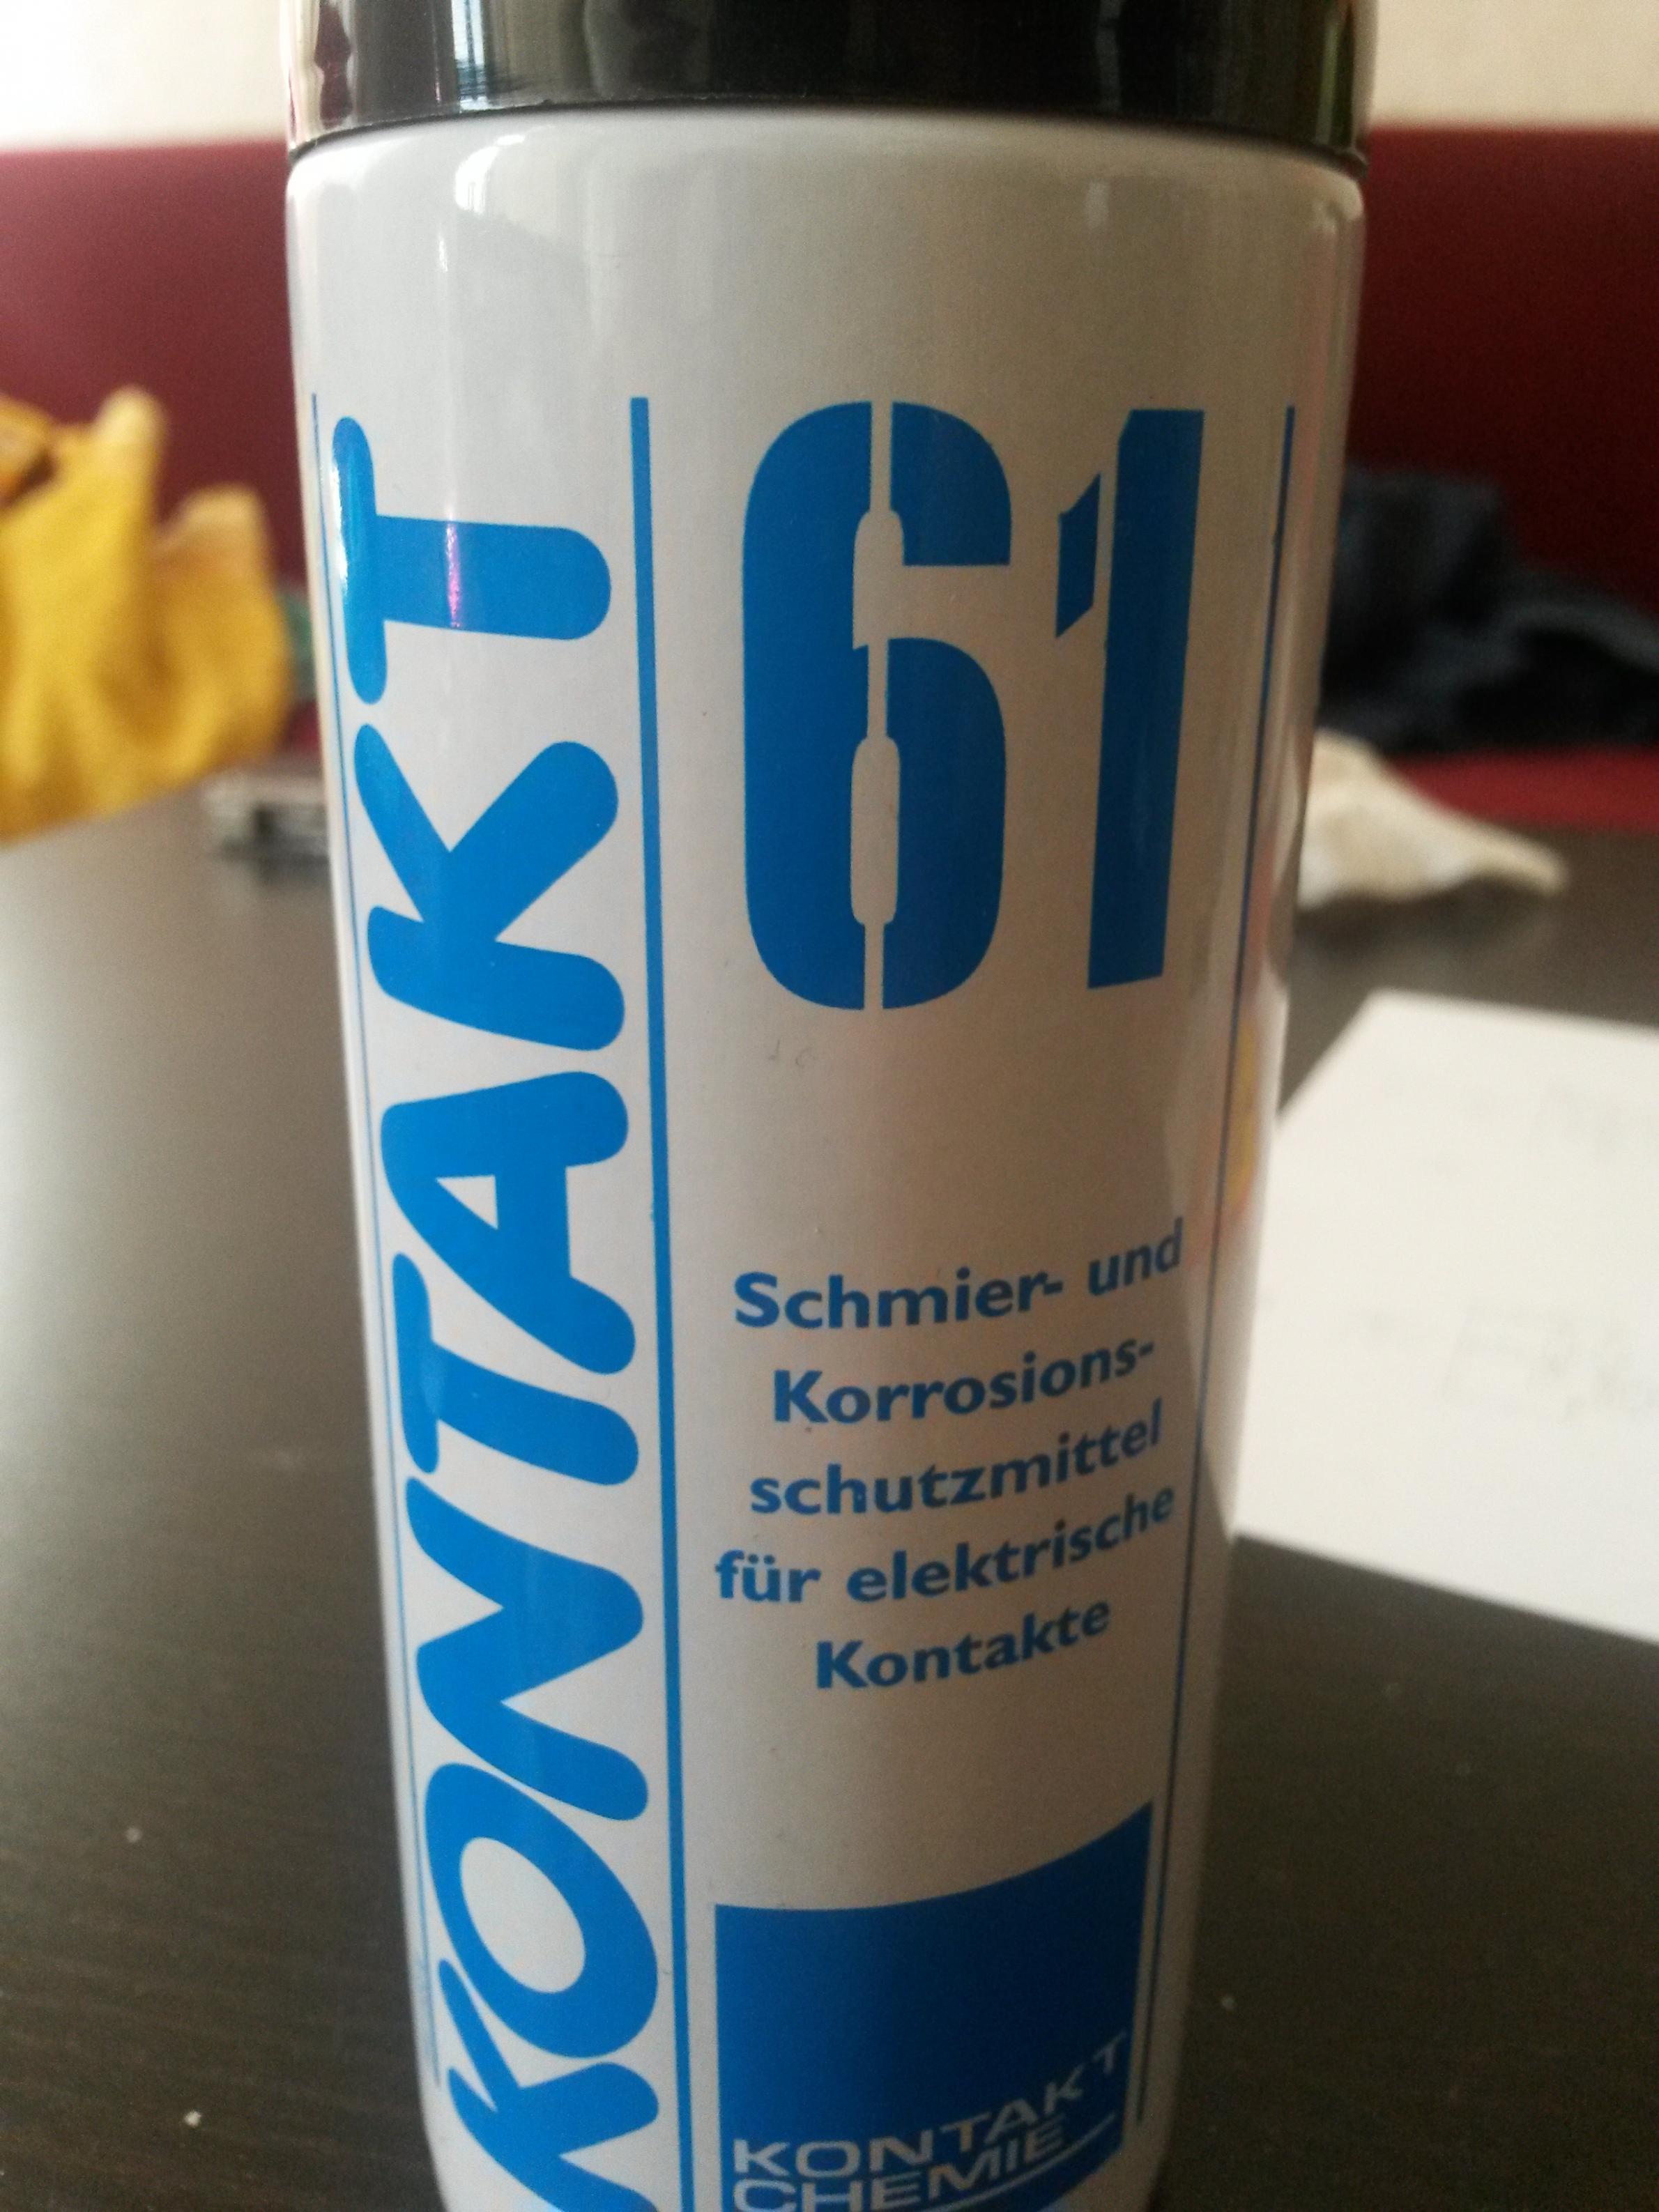 KONTAKT
61
Schmier- und
Korrosions-
schutzmittel
für elektrische
Kontakte
KONTAKT
CHEMIE